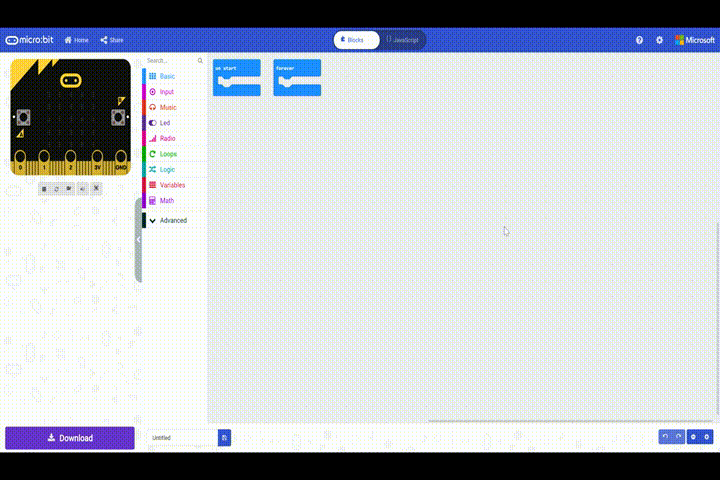 micro:bit
Home
Share
Blocks
{} JavaScript
Microsoft
Search...
on start
forever
Basic
Input
Music
Led
Radio
Loops
Logic
Variables
Math
Advanced
0 1 2 3V GND
Download
Untitled